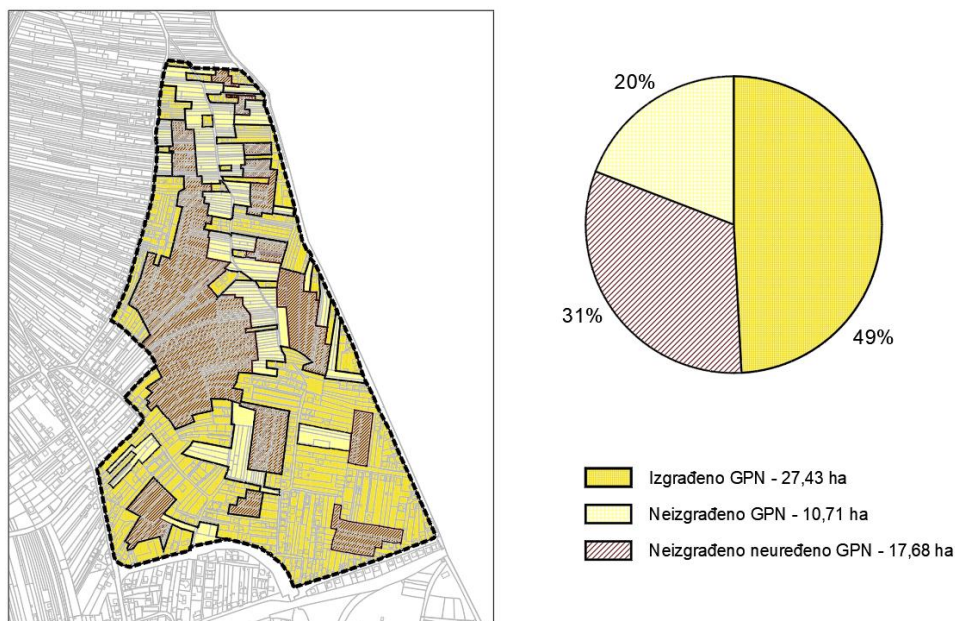 20%
31%
49%
Izgrađeno GPN - 27,43 ha
Neizgrađeno GPN - 10,71 ha
Neizgrađeno neuređeno GPN - 17,68 ha